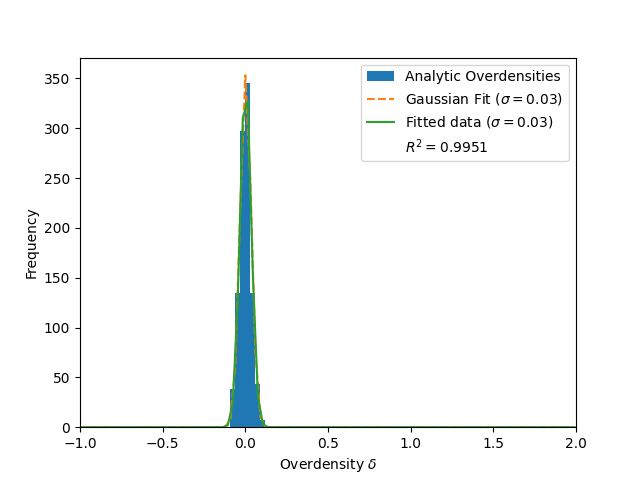 Analytic Overdensities
Gaussian Fit (σ = 0.03)
Fitted data (σ = 0.03)
R² = 0.9951
350
300
250
200
150
100
50
0
Frequency
−1.0 −0.5 0.0 0.5 1.0 1.5 2.0
Overdensity δ